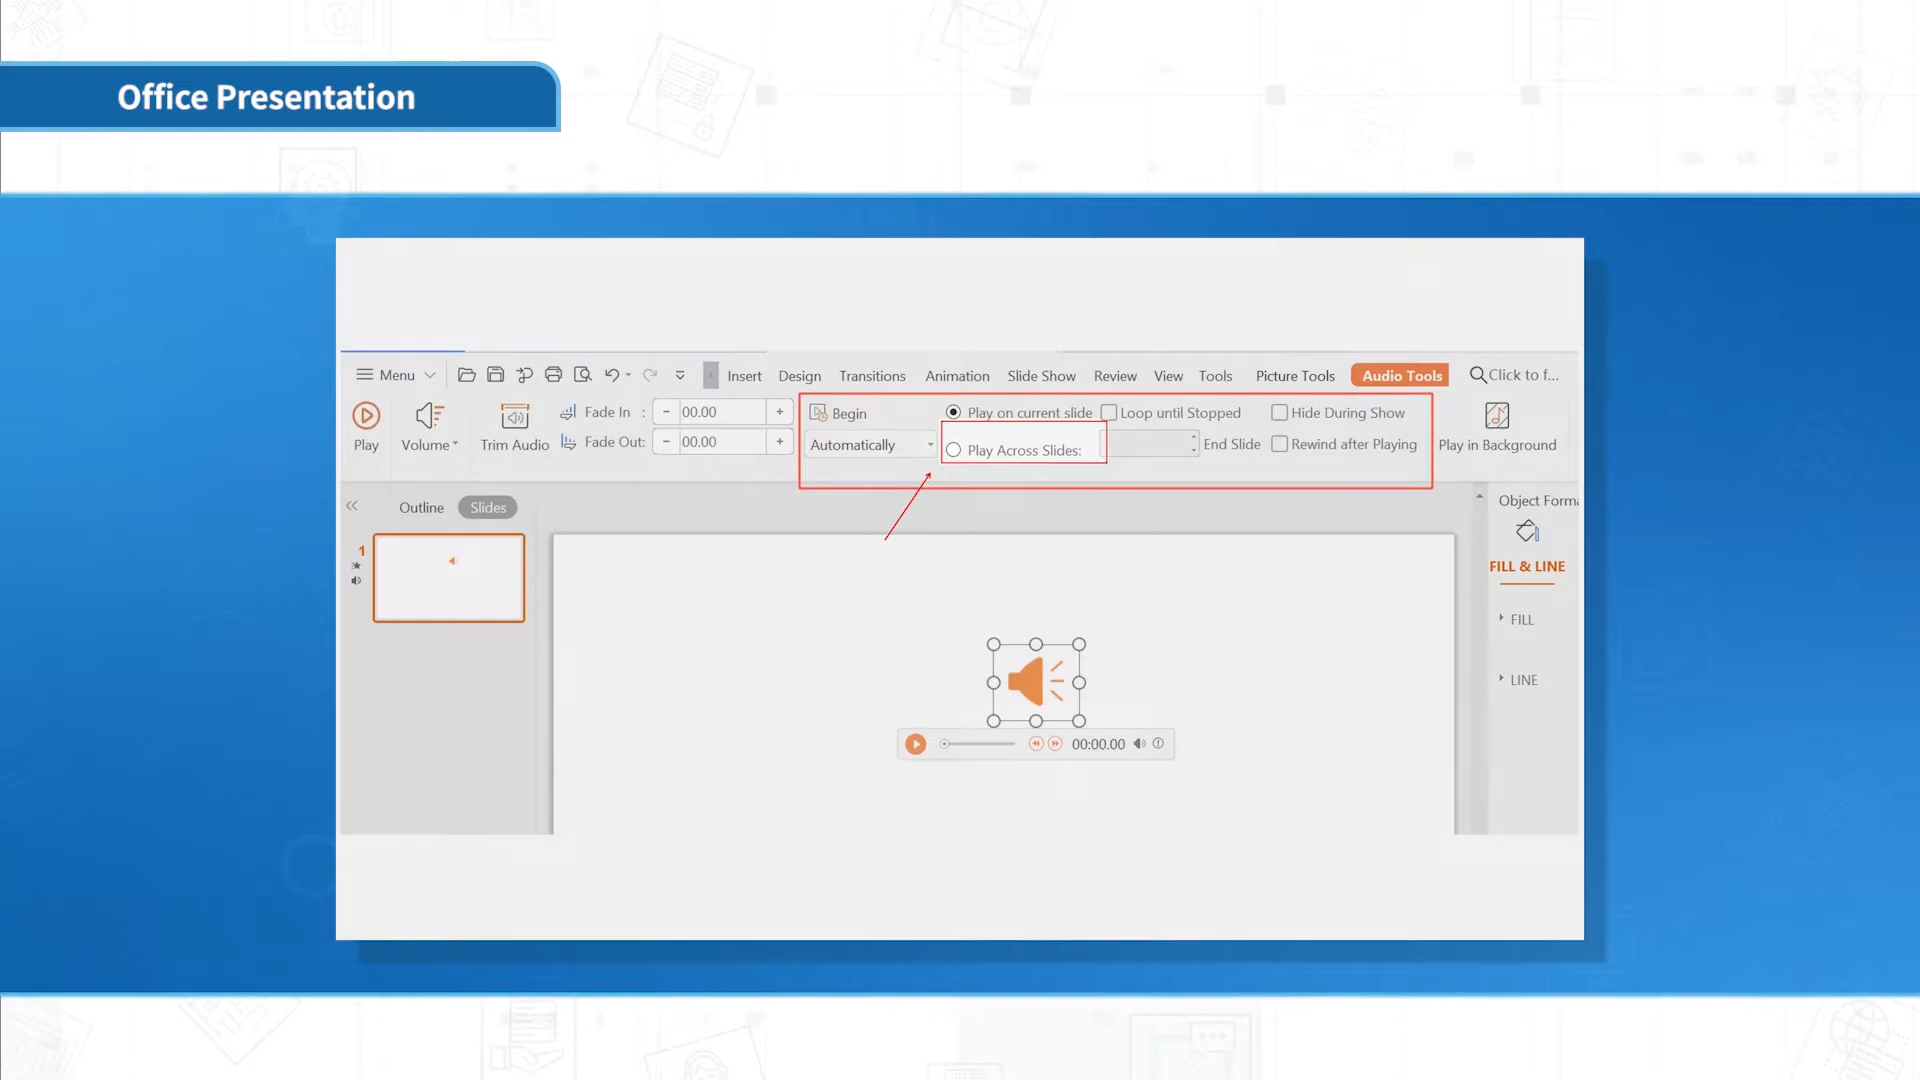 Office Presentation
Menu Insert Design Transitions Animation Slide Show Review View Tools Picture Tools Audio Tools Click to f...
Play
Volume
Trim Audio
Fade In : - 00.00 +
Fade Out: - 00.00 +
Begin
Automatically
Play on current slide
Play Across Slides:
Loop until Stopped
End Slide
Hide During Show
Rewind after Playing
Play in Background
Outline Slides
1
Object Forma
FILL & LINE
FILL
LINE
00:00.00